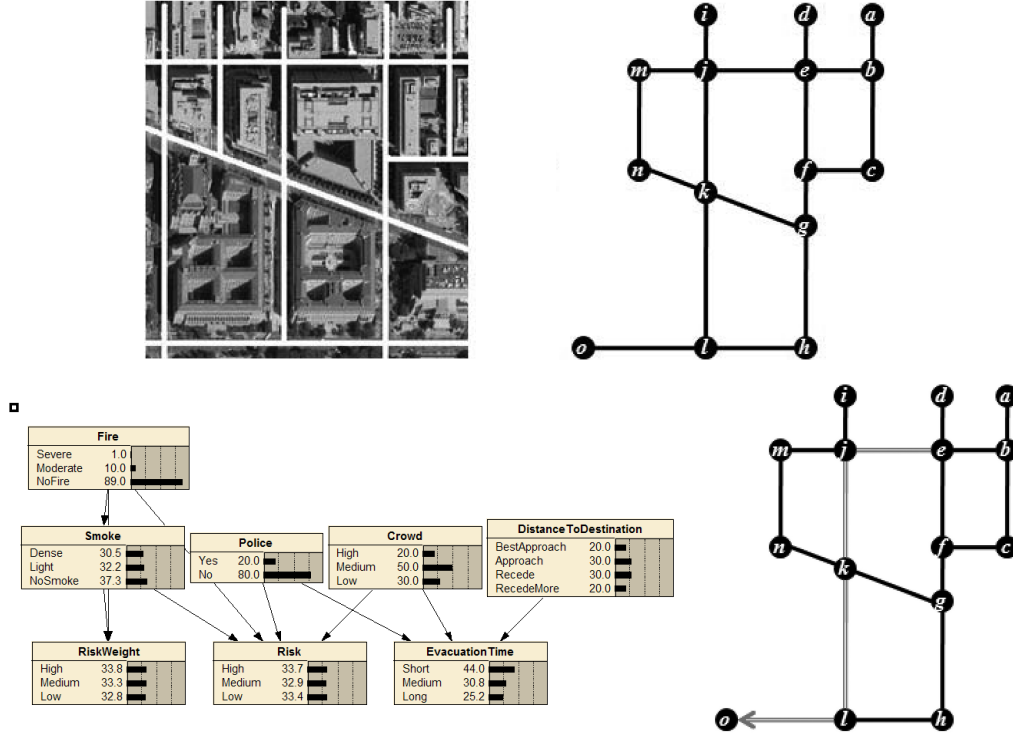 i d a
m j e b
n k f c
g
o l h
Fire
Severe 1.0
Moderate 10.0
NoFire 89.0
Smoke
Dense 30.5
Light 32.2
NoSmoke 37.3
Police
Yes 20.0
No 80.0
Crowd
High 20.0
Medium 50.0
Low 30.0
DistanceToDestination
BestApproach 20.0
Approach 30.0
Recede 30.0
RecedeMore 20.0
RiskWeight
High 33.8
Medium 33.3
Low 32.8
Risk
High 33.7
Medium 32.9
Low 33.4
EvacuationTime
Short 44.0
Medium 30.8
Long 25.2
i d a
m j e b
n k f c
g
o l h